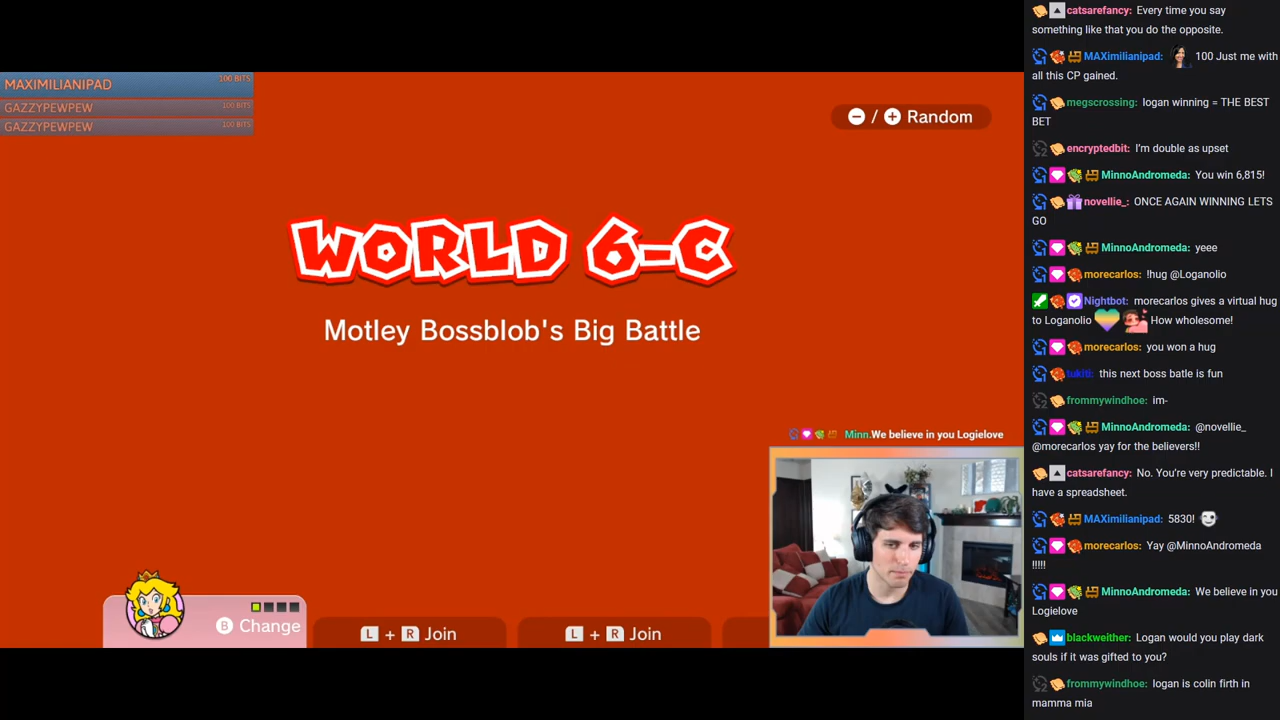 MAXIMILIANIPAD 100 BITS
GAZZYPEWPEW 100 BITS
GAZZYPEWPEW 100 BITS
- / + Random
WORLD 6-C
Motley Bossblob's Big Battle
Minn.We believe in you Logielove
B Change
L + R Join
L + R Join
catsarefancy: Every time you say
something like that you do the opposite.
MAXimilianipad: 100 Just me with
all this CP gained.
megscrossing: logan winning = THE BEST
BET
encryptedbit: I'm double as upset
MinnoAndromeda: You win 6,815!
novellie_: ONCE AGAIN WINNING LETS
GO
MinnoAndromeda: yeee
morecarlos: !hug @Loganolio
Nightbot: morecarlos gives a virtual hug
to Loganolio How wholesome!
morecarlos: you won a hug
tukiti: this next boss batle is fun
frommywindhoe: im-
MinnoAndromeda: @novellie_
@morecarlos yay for the believers!!
catsarefancy: No. You're very predictable. I
have a spreadsheet.
MAXimilianipad: 5830!
morecarlos: Yay @MinnoAndromeda
!!!!!
MinnoAndromeda: We believe in you
Logielove
blackweither: Logan would you play dark
souls if it was gifted to you?
frommywindhoe: logan is colin firth in
mamma mia